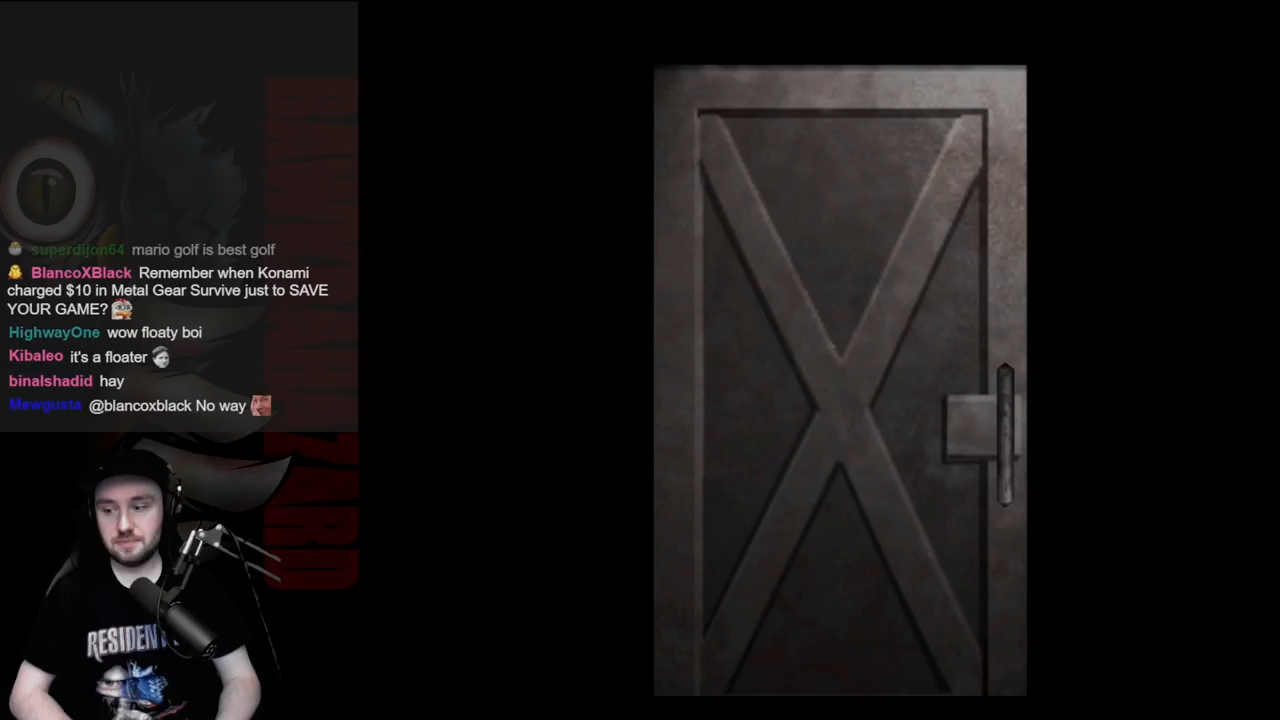 superdijon64 mario golf is best golf
BlancoXBlack Remember when Konami
charged $10 in Metal Gear Survive just to SAVE
YOUR GAME?
HighwayOne wow floaty boi
Kibaleo it's a floater
binalshadid hay
Mewgusta @blancoxblack No way
RESIDENT